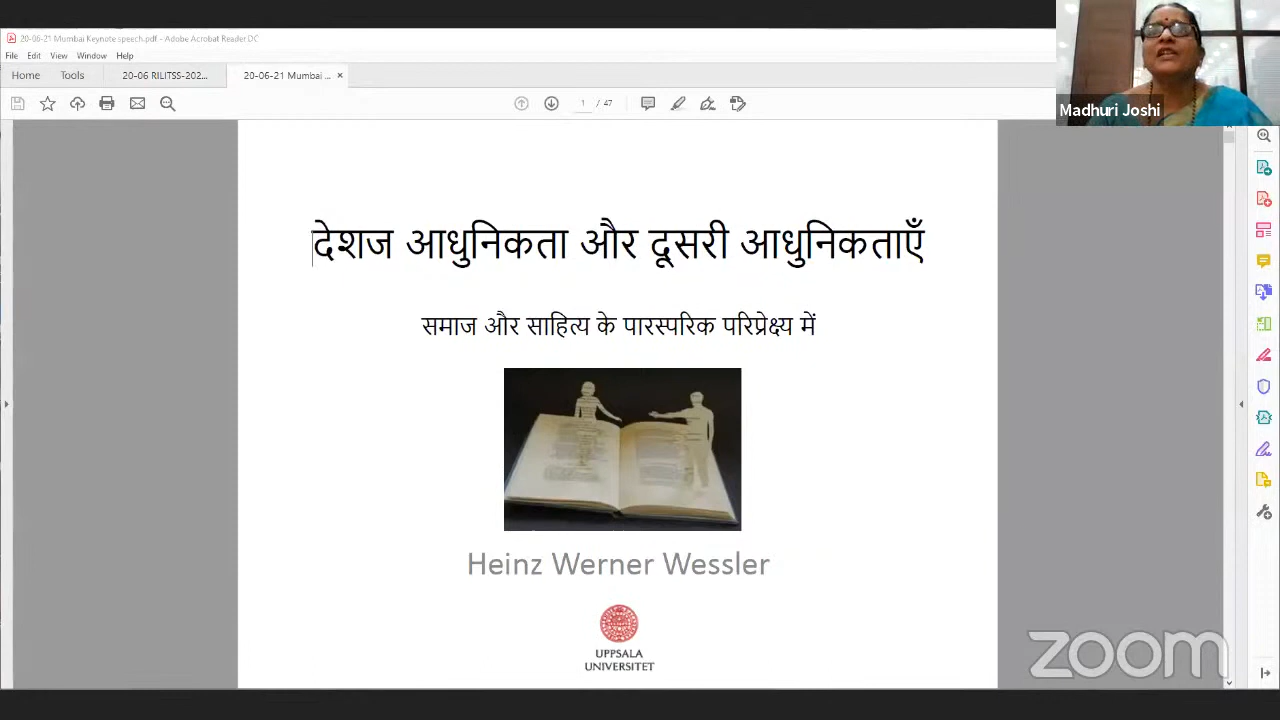 20-06-21 Mumbai Keynote speech.pdf - Adobe Acrobat Reader DC
File Edit View Window Help
Home Tools 20-06 RILITSS-202... 20-06-21 Mumbai ... ×
1 / 47
Madhuri Joshi
देशज आधुनिकता और दूसरी आधुनिकताएँ
समाज और साहित्य के पारस्परिक परिप्रेक्ष्य में
Heinz Werner Wessler
UPPSALA
UNIVERSITET
zoom